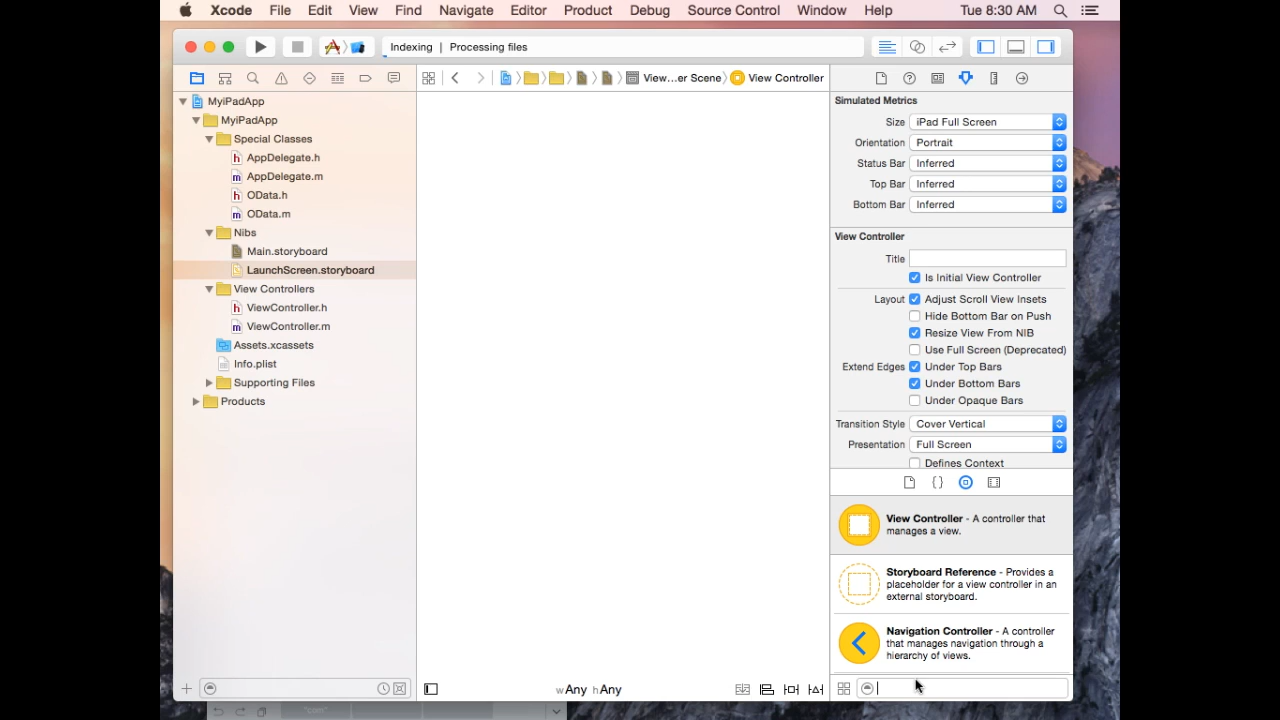 Xcode File Edit View Find Navigate Editor Product Debug Source Control Window Help Tue 8:30 AM
Indexing | Processing files
View...er Scene View Controller
MyiPadApp
MyiPadApp
Special Classes
AppDelegate.h
AppDelegate.m
OData.h
OData.m
Nibs
Main.storyboard
LaunchScreen.storyboard
View Controllers
ViewController.h
ViewController.m
Assets.xcassets
Info.plist
Supporting Files
Products
wAny hAny
Simulated Metrics
Size iPad Full Screen
Orientation Portrait
Status Bar Inferred
Top Bar Inferred
Bottom Bar Inferred
View Controller
Title
Is Initial View Controller
Layout Adjust Scroll View Insets
Hide Bottom Bar on Push
Resize View From NIB
Use Full Screen (Deprecated)
Extend Edges Under Top Bars
Under Bottom Bars
Under Opaque Bars
Transition Style Cover Vertical
Presentation Full Screen
Defines Context
View Controller - A controller that
manages a view.
Storyboard Reference - Provides a
placeholder for a view controller in an
external storyboard.
Navigation Controller - A controller
that manages navigation through a
hierarchy of views.